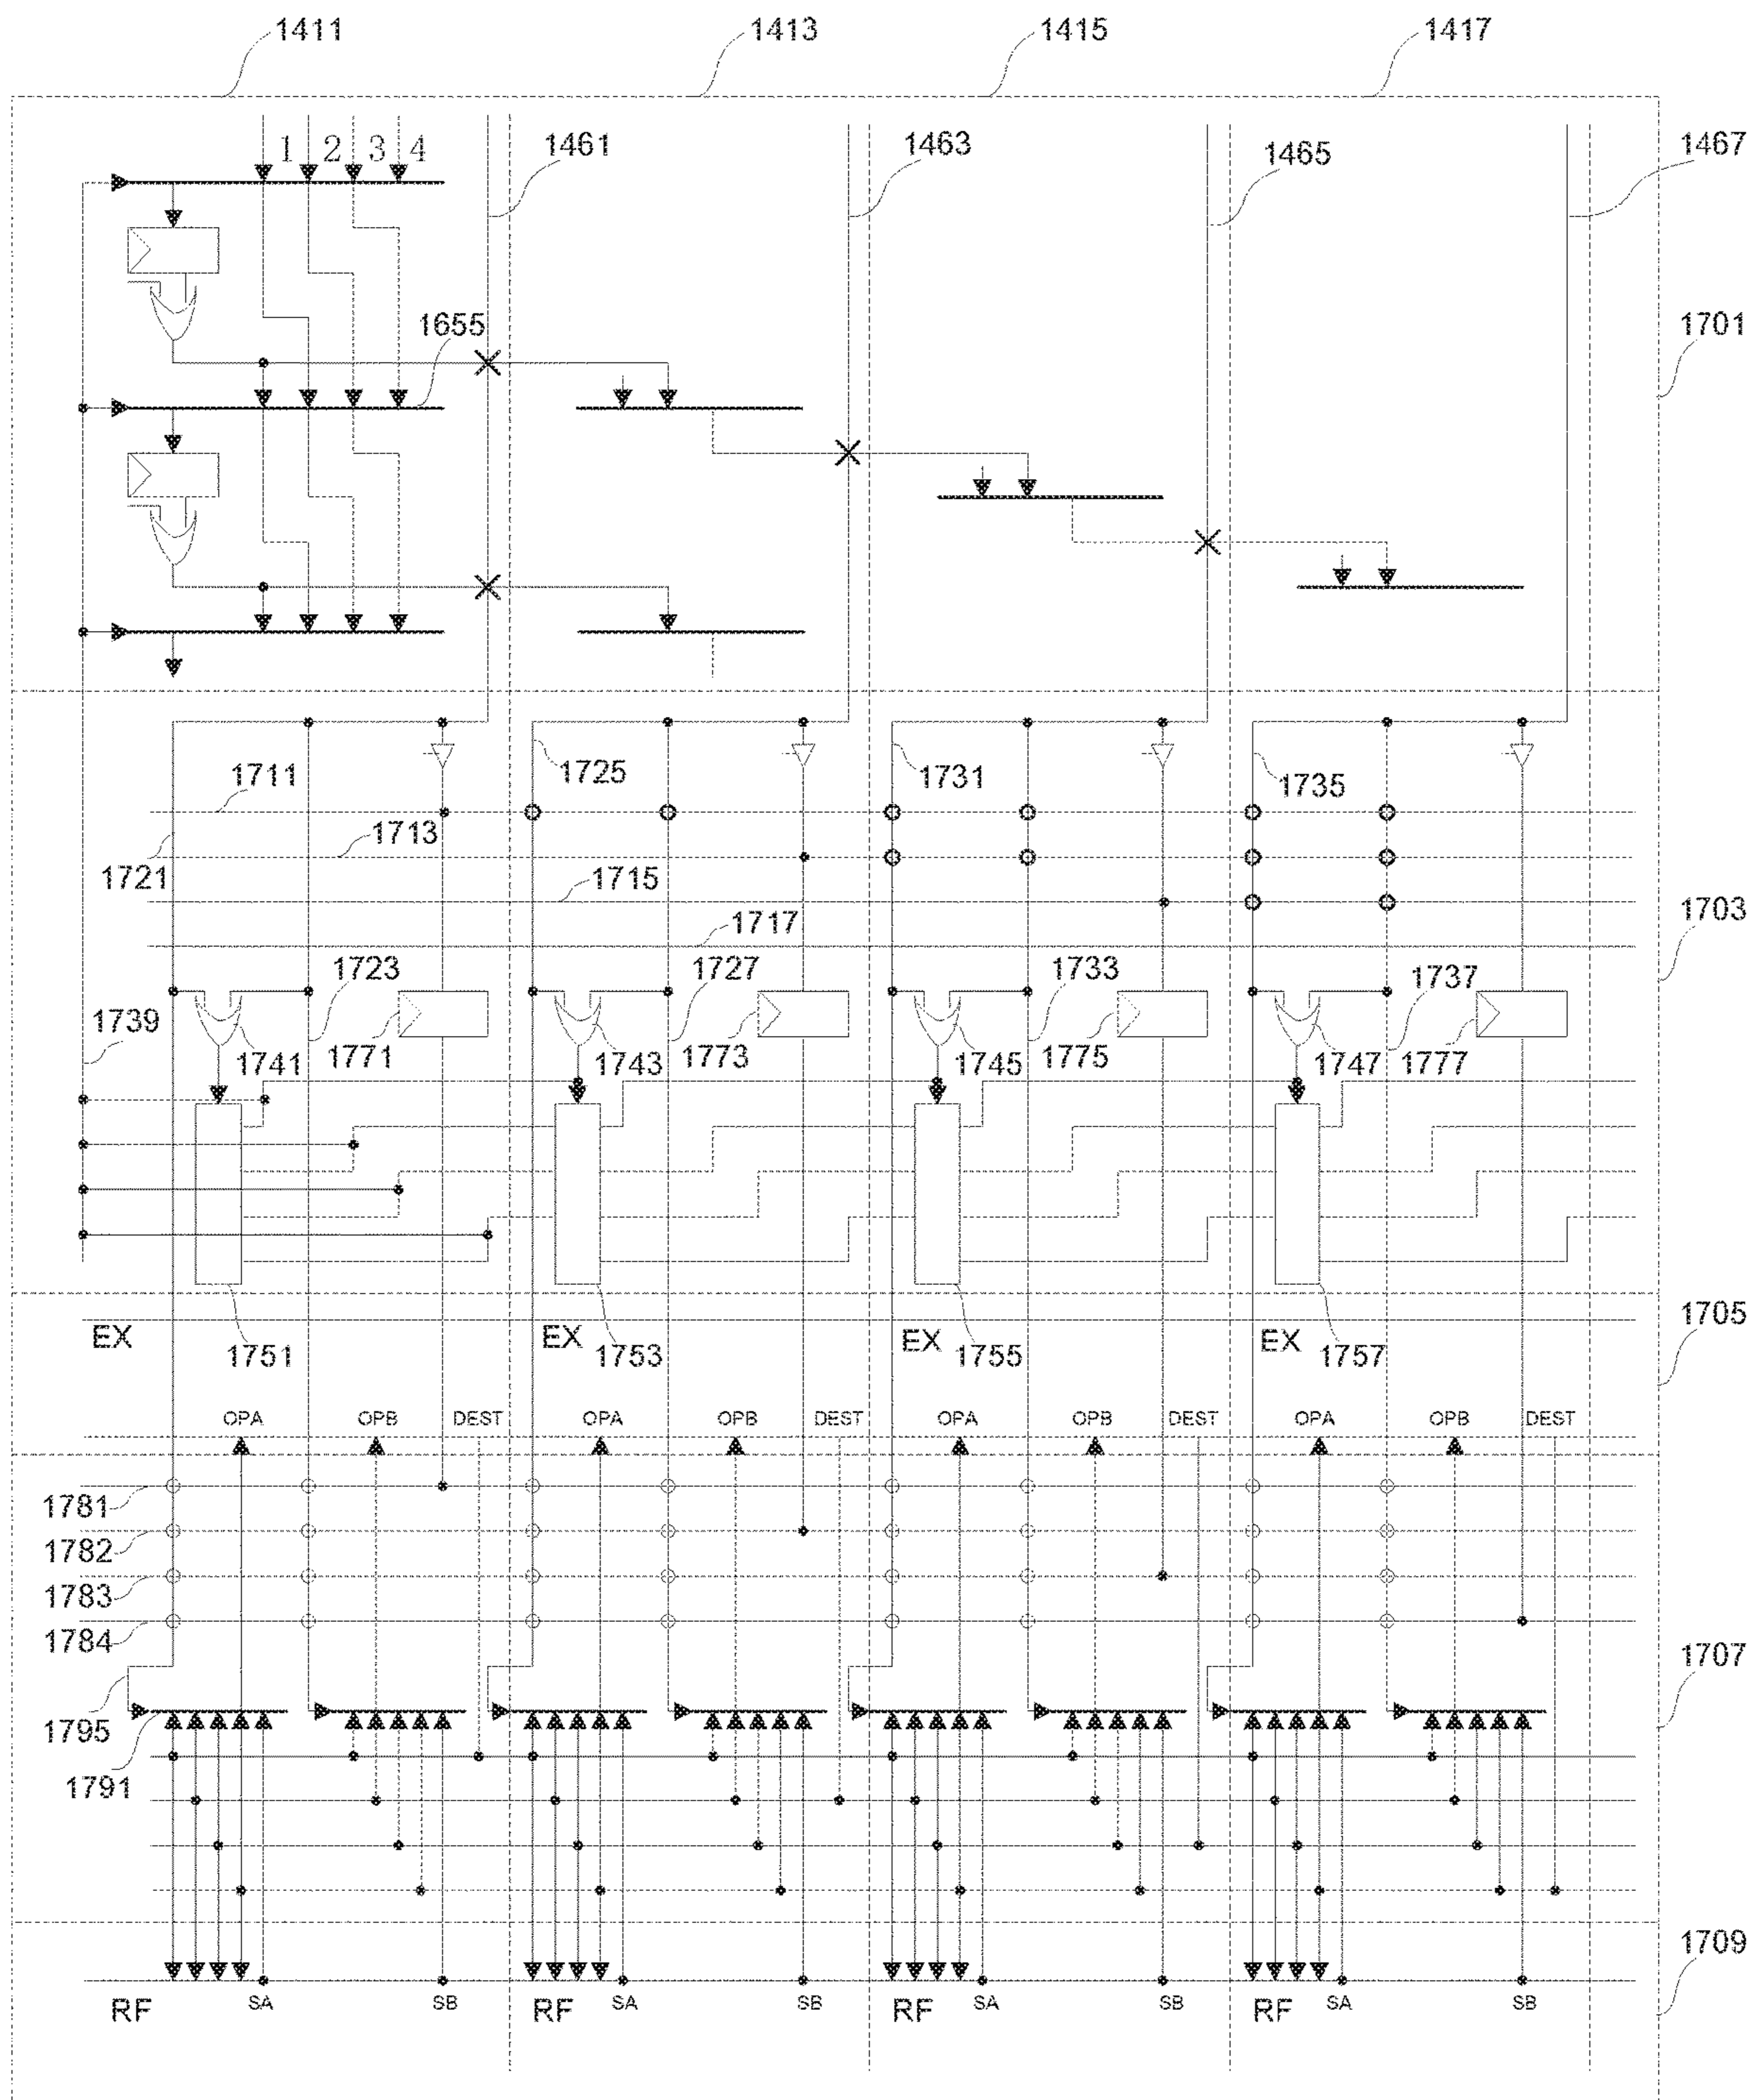 1411 1413 1415 1417
1 2 3 4 1461 1463 1465 1467
1655 1701
1725 1731 1735
1711
1713
1721 1715
1717 1703
1723 1727 1733 1737
1739
1741 1771 1743 1773 1745 1775 1747 1777
1705
EX EX EX EX
1751 1753 1755 1757
OPA OPB DEST OPA OPB DEST OPA OPB DEST OPA OPB DEST
1781
1782
1783
1784
1707
1795
1791
1709
RF SA SB RF SA SB RF SA SB RF SA SB